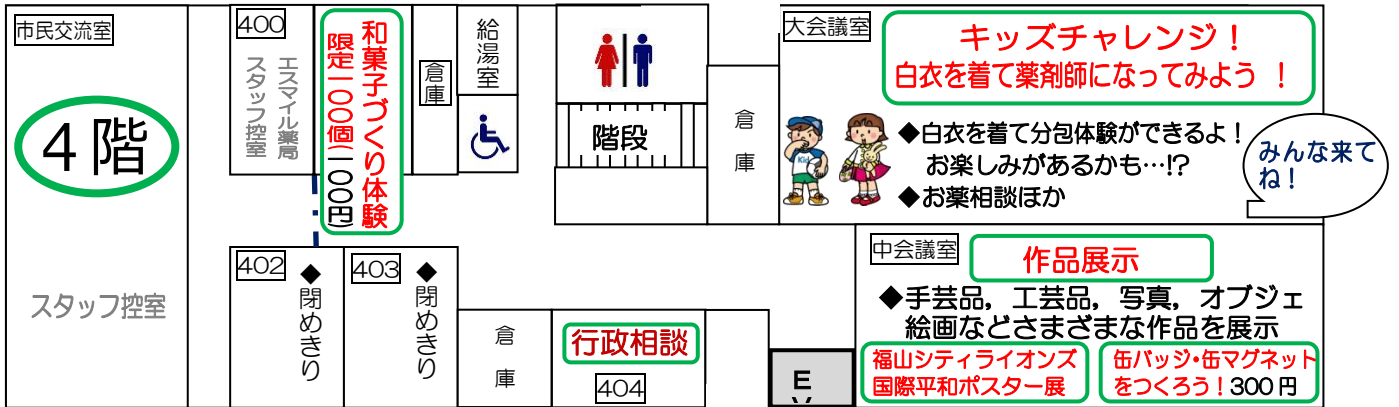 市民交流室
4階
スタッフ控室
400
エスマイル薬局
スタッフ控室
和菓子づくり体験
限定一〇〇個(一〇〇円)
倉庫
給湯室
階段
倉庫
大会議室
キッズチャレンジ!
白衣を着て薬剤師になってみよう !
◆白衣を着て分包体験ができるよ!
お楽しみがあるかも…!?
◆お薬相談ほか
みんな来て
ね!
Kid
402
◆閉めきり
403
◆閉めきり
倉庫
行政相談
404
EV
中会議室
作品展示
◆手芸品,工芸品,写真,オブジェ
絵画などさまざまな作品を展示
福山シティライオンズ
国際平和ポスター展
缶バッジ・缶マグネット
をつくろう!300円